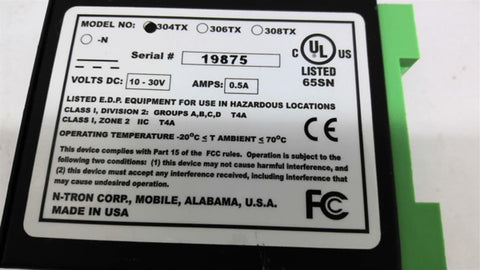 MODEL NO: 304TX 306TX 308TX
-N
Serial # 19875
C UL US
LISTED
65SN
VOLTS DC: 10 - 30V AMPS: 0.5A
LISTED E.D.P. EQUIPMENT FOR USE IN HAZARDOUS LOCATIONS
CLASS I, DIVISION 2: GROUPS A,B,C,D T4A
CLASS I, ZONE 2 IIC T4A
CE
OPERATING TEMPERATURE -20°C ≤ T AMBIENT ≤ 70°C
This device complies with Part 15 of the FCC rules. Operation is subject to the
following two conditions: (1) this device may not cause harmful interference, and
(2) this device must accept any interference received, including interference that
may cause undesired operation.
N-TRON CORP., MOBILE, ALABAMA, U.S.A.
MADE IN USA
FC